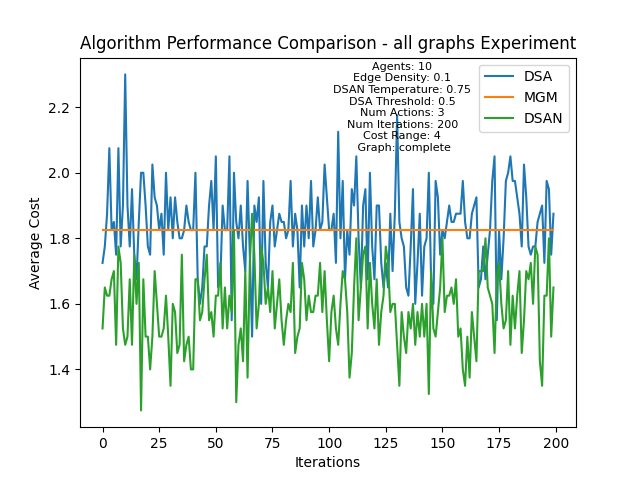 Algorithm Performance Comparison - all graphs Experiment
Agents: 10
Edge Density: 0.1
DSAN Temperature: 0.75
DSA Threshold: 0.5
Num Actions: 3
Num Iterations: 200
Cost Range: 4
Graph: complete
DSA
MGM
DSAN
Average Cost
2.2
2.0
1.8
1.6
1.4
0
25
50
75
100
125
150
175
200
Iterations